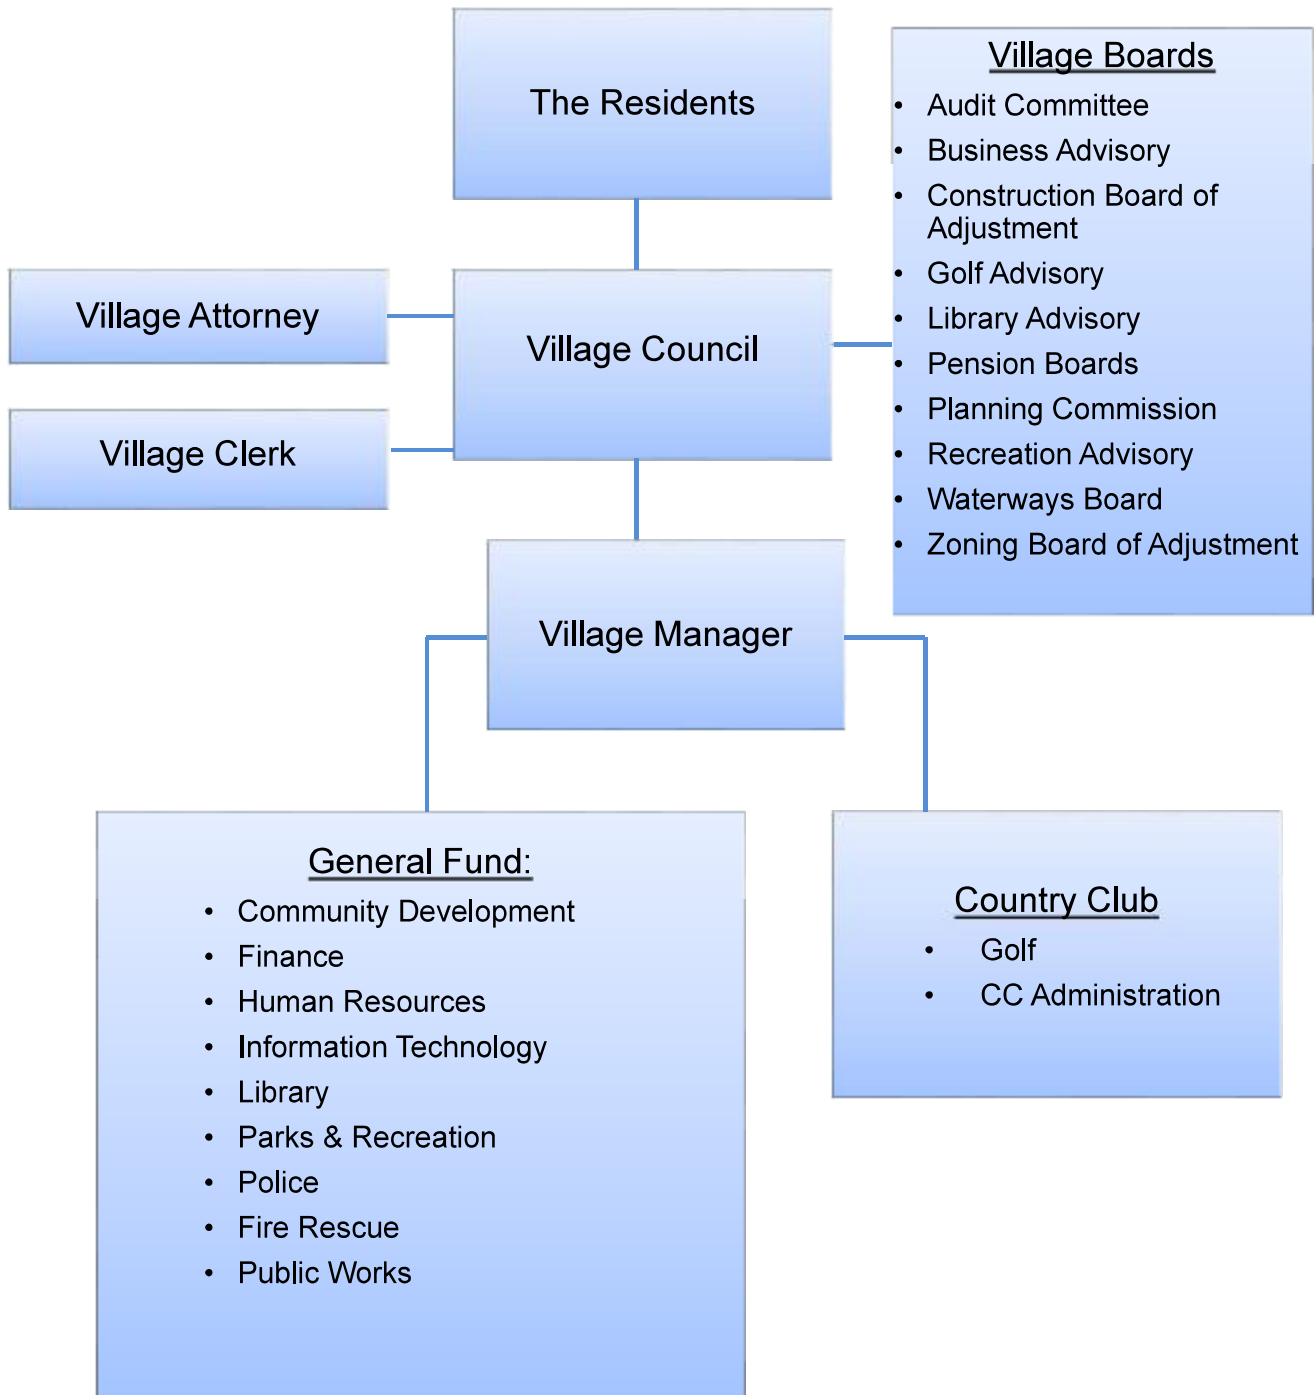 The Residents
Village Boards
• Audit Committee
• Business Advisory
• Construction Board of
Adjustment
• Golf Advisory
• Library Advisory
• Pension Boards
• Planning Commission
• Recreation Advisory
• Waterways Board
• Zoning Board of Adjustment
Village Attorney
Village Council
Village Clerk
Village Manager
General Fund:
• Community Development
• Finance
• Human Resources
• Information Technology
• Library
• Parks & Recreation
• Police
• Fire Rescue
• Public Works
Country Club
• Golf
• CC Administration